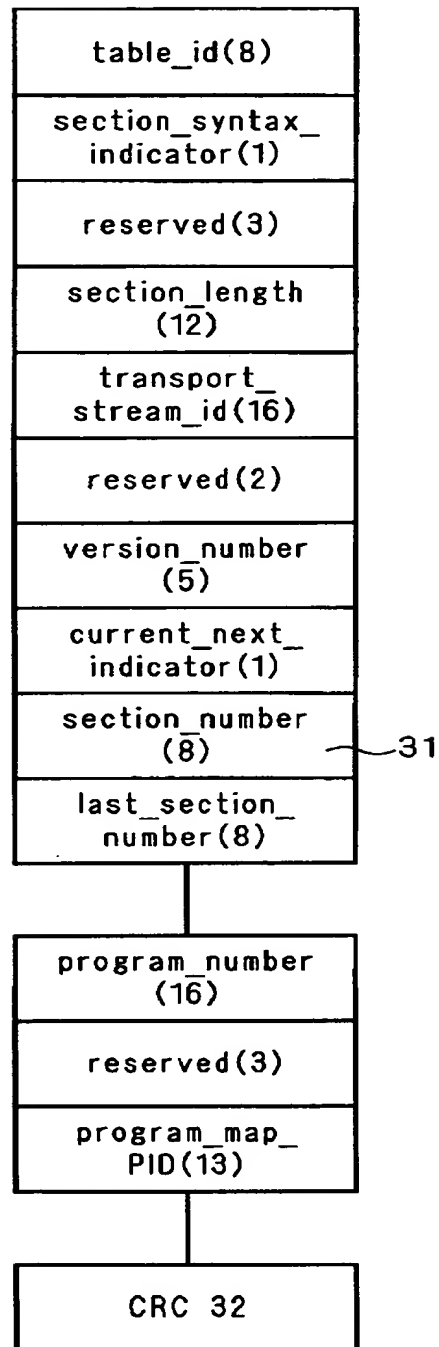 table_id(8)
section_syntax_
indicator(1)
reserved(3)
section_length
(12)
transport_
stream_id(16)
reserved(2)
version_number
(5)
current_next_
indicator(1)
section_number
(8)
31
last_section_
number(8)
program_number
(16)
reserved(3)
program_map_
PID(13)
CRC 32